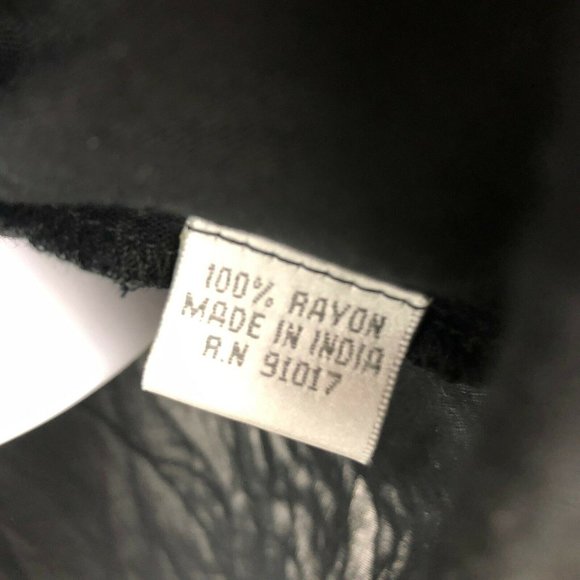 100% RAYON
MADE IN INDIA
R.N 91017